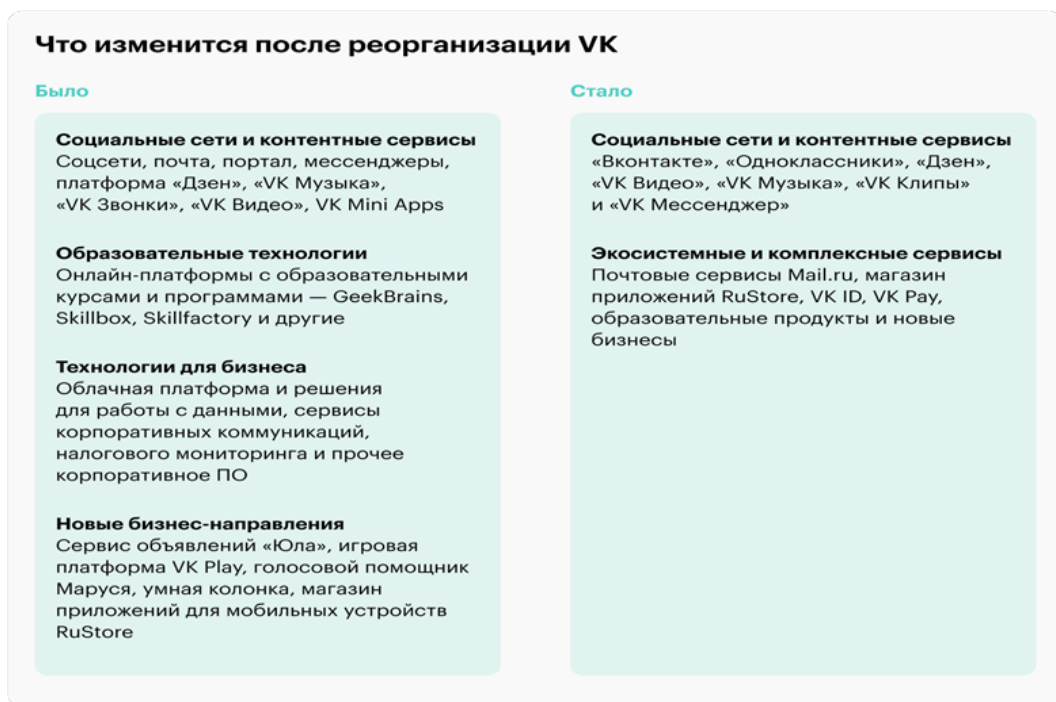 Что изменится после реорганизации VK
Было
Социальные сети и контентные сервисы
Соцсети, почта, портал, мессенджеры,
платформа «Дзен», «VK Музыка»,
«VK Звонки», «VK Видео», VK Mini Apps
Образовательные технологии
Онлайн-платформы с образовательными
курсами и программами — GeekBrains,
Skillbox, Skillfactory и другие
Технологии для бизнеса
Облачная платформа и решения
для работы с данными, сервисы
корпоративных коммуникаций,
налогового мониторинга и прочее
корпоративное ПО
Новые бизнес-направления
Сервис объявлений «Юла», игровая
платформа VK Play, голосовой помощник
Маруся, умная колонка, магазин
приложений для мобильных устройств
RuStore
Стало
Социальные сети и контентные сервисы
«Вконтакте», «Одноклассники», «Дзен»,
«VK Видео», «VK Музыка», «VK Клипы»
и «VK Мессенджер»
Экосистемные и комплексные сервисы
Почтовые сервисы Mail.ru, магазин
приложений RuStore, VK ID, VK Pay,
образовательные продукты и новые
бизнесы